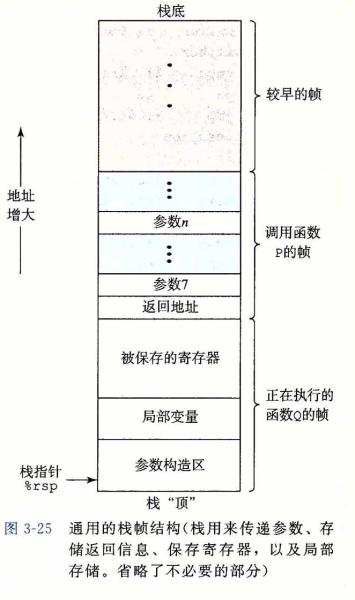 栈底
较早的帧
地址
增大
参数n
调用函数
P的帧
参数7
返回地址
被保存的寄存器
正在执行的
函数Q的帧
局部变量
参数构造区
栈指针
%rsp
栈“顶”
图 3-25 通用的栈帧结构(栈用来传递参数、存
储返回信息、保存寄存器，以及局部
存储。省略了不必要的部分)